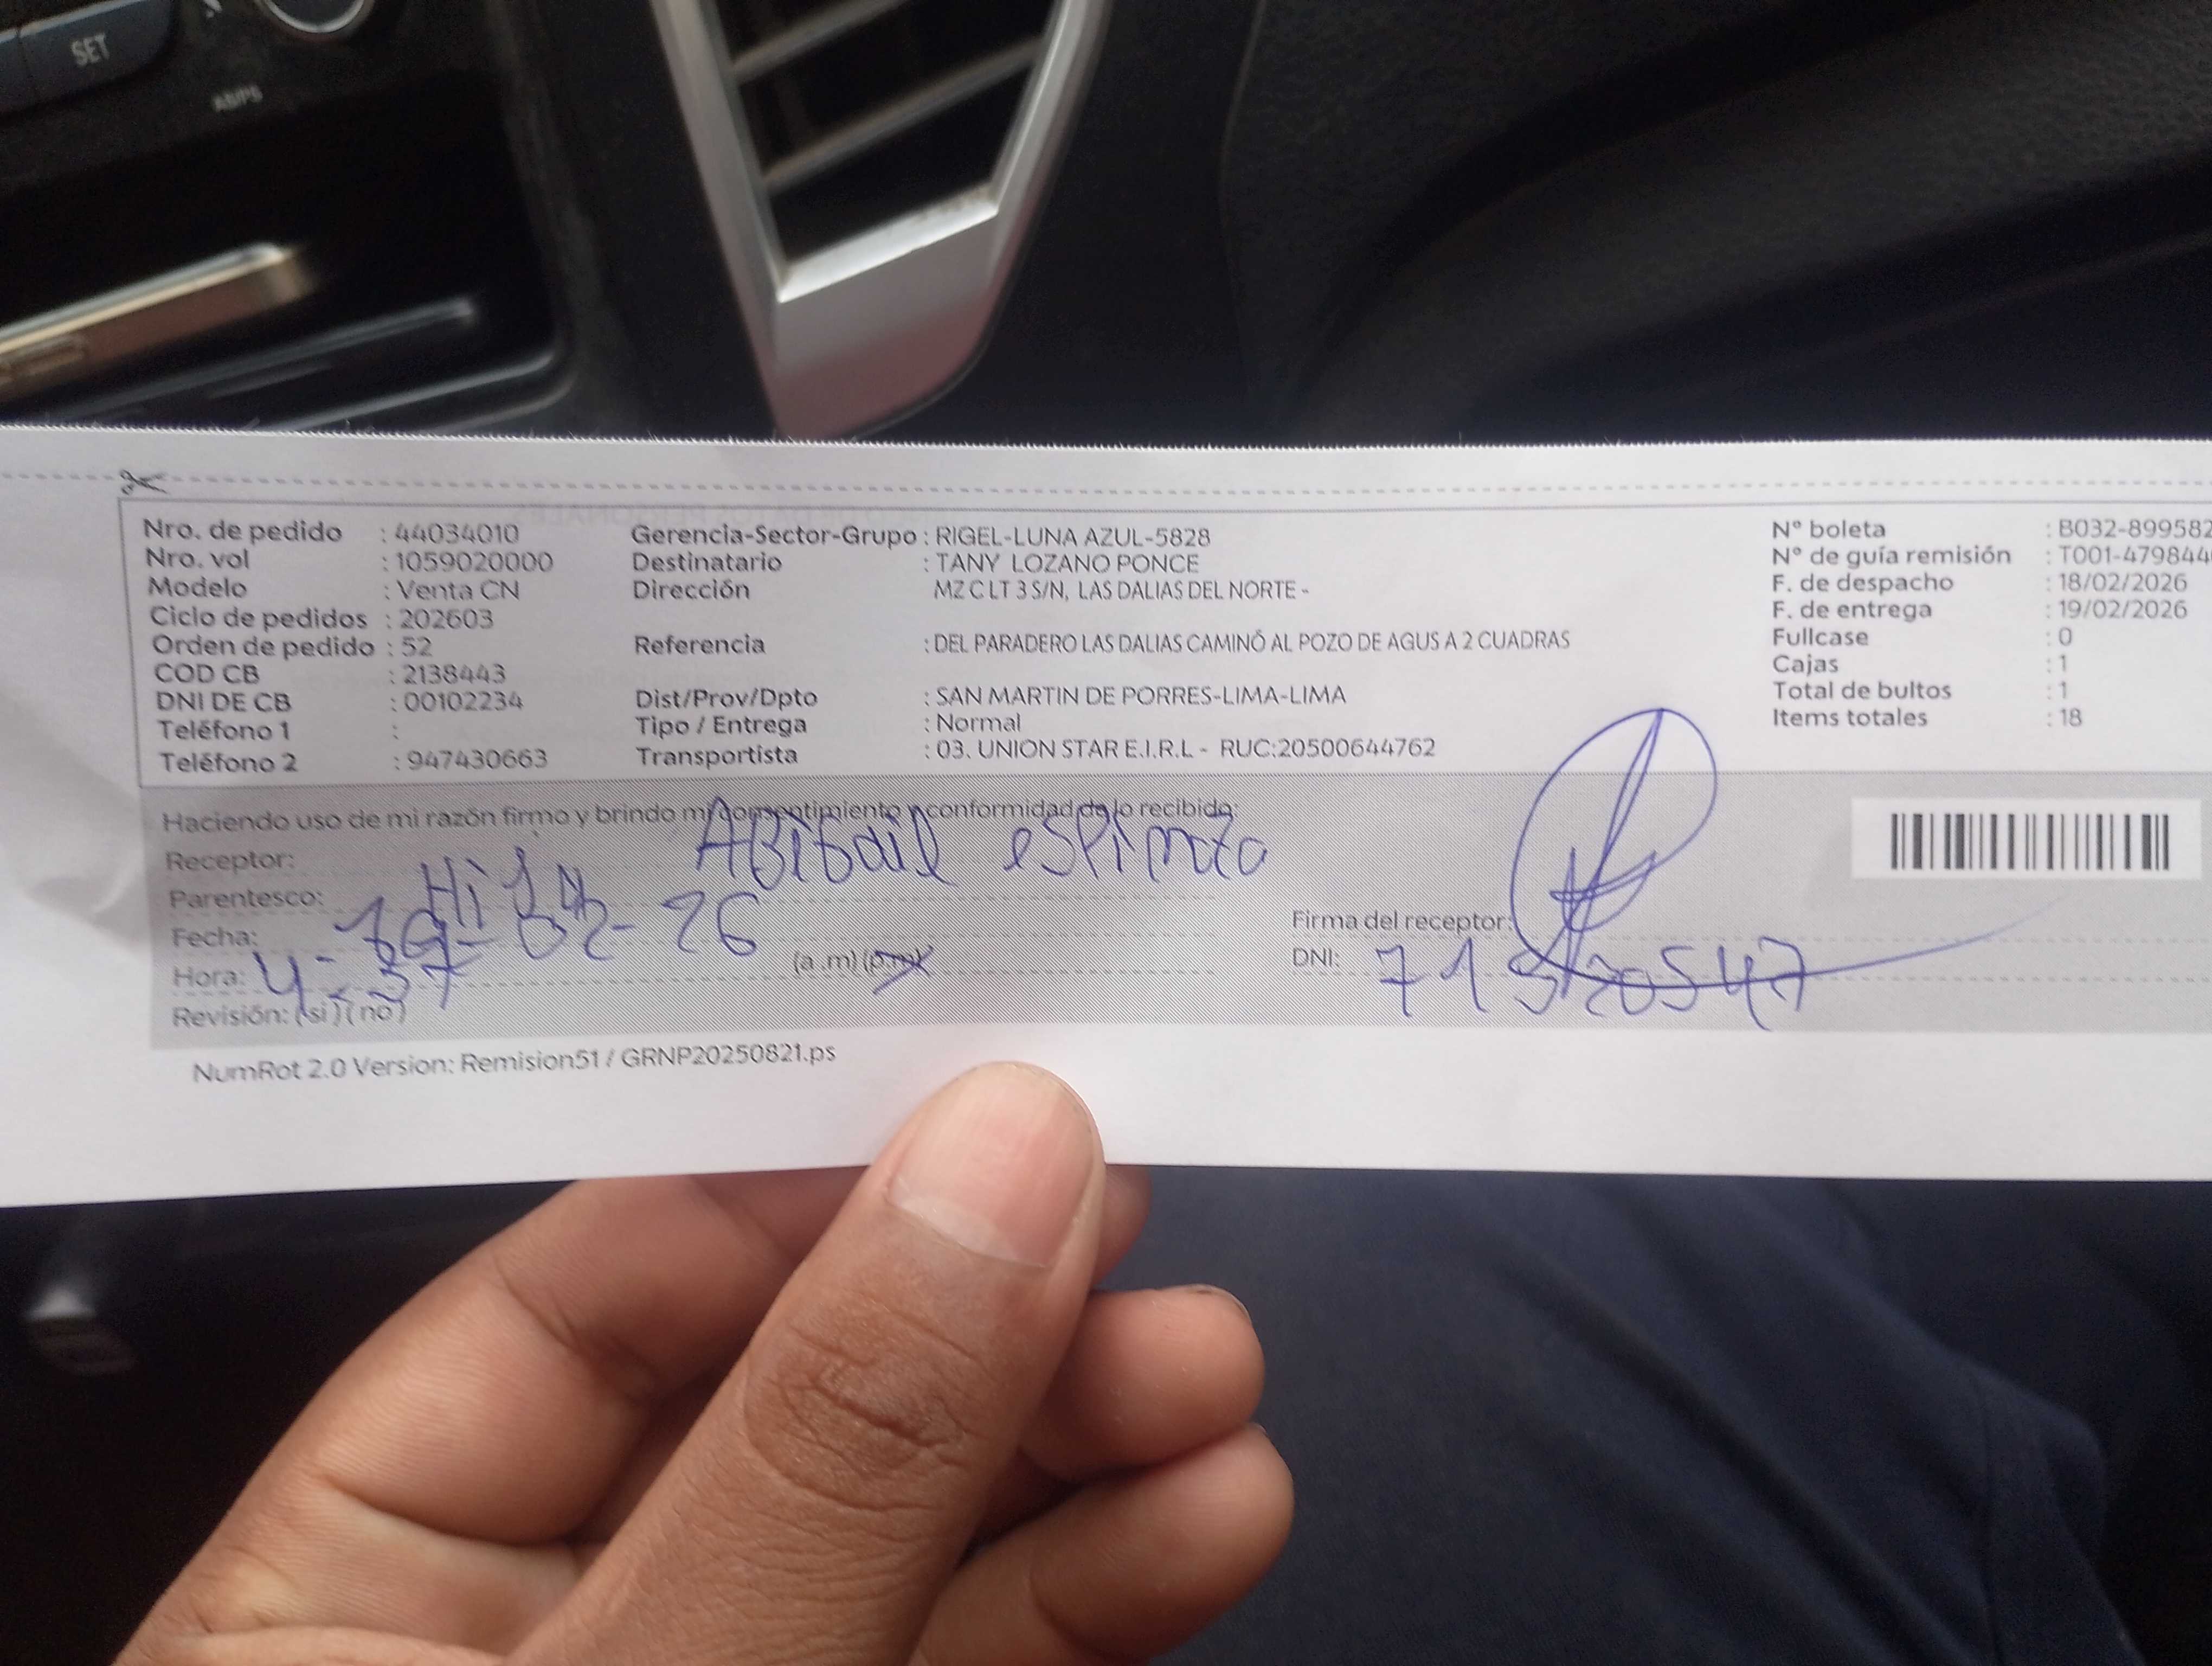 SET
Nro. de pedido : 44034010 Gerencia-Sector-Grupo : RIGEL-LUNA AZUL-5828 N° boleta : B032-899582
Nro. vol : 1059020000 Destinatario : TANY LOZANO PONCE N° de guía remisión : T001-479844
Modelo : Venta CN Dirección MZ C LT 3 S/N, LAS DALIAS DEL NORTE - F. de despacho : 18/02/2026
Ciclo de pedidos : 202603 F. de entrega : 19/02/2026
Orden de pedido : 52 Referencia : DEL PARADERO LAS DALIAS CAMINÓ AL POZO DE AGUS A 2 CUADRAS Fullcase : 0
COD CB : 2138443 Cajas : 1
DNI DE CB : 00102234 Dist/Prov/Dpto : SAN MARTIN DE PORRES-LIMA-LIMA Total de bultos : 1
Teléfono 1 : Tipo / Entrega : Normal Items totales : 18
Teléfono 2 : 947430663 Transportista : 03. UNION STAR E.I.R.L - RUC:20500644762
Haciendo uso de mi razón firmo y brindo mi consentimiento y conformidad de lo recibido:
Receptor: ABiGail espinoza
Parentesco: Hija
Fecha: 19-02-26 Firma del receptor:
Hora: 4:37 (a.m) (p.m) DNI:
Revisión: (si) (no)
NumRot 2.0 Version: Remision51 / GRNP20250821.ps